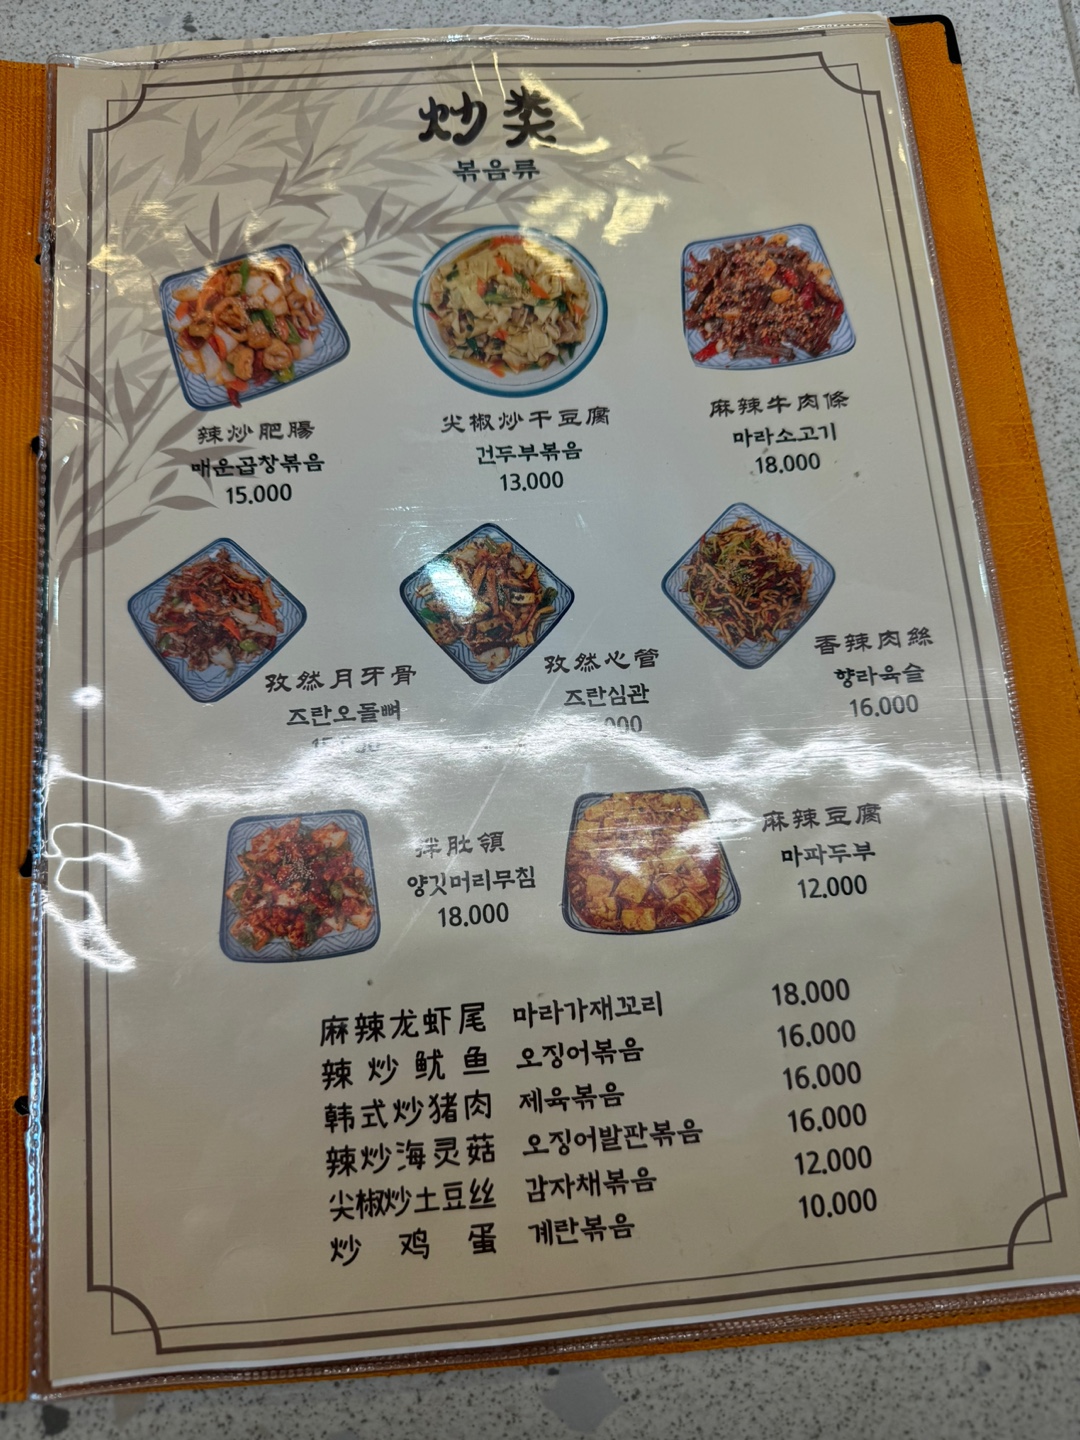 炒类
볶음류
辣炒肥腸
매운곱창볶음
15.000
尖椒炒干豆腐
건두부볶음
13.000
麻辣牛肉條
마라소고기
18.000
孜然月牙骨
즈란오돌뼈
孜然心管
즈란심관
香辣肉絲
향라육슬
16.000
拌肚領
양깃머리무침
18.000
麻辣豆腐
마파두부
12.000
麻辣龙虾尾 마라가재꼬리 18.000
辣炒鱿鱼 오징어볶음 16.000
韩式炒猪肉 제육볶음 16.000
辣炒海灵菇 오징어발판볶음 16.000
尖椒炒土豆丝 감자채볶음 12.000
炒鸡蛋 계란볶음 10.000